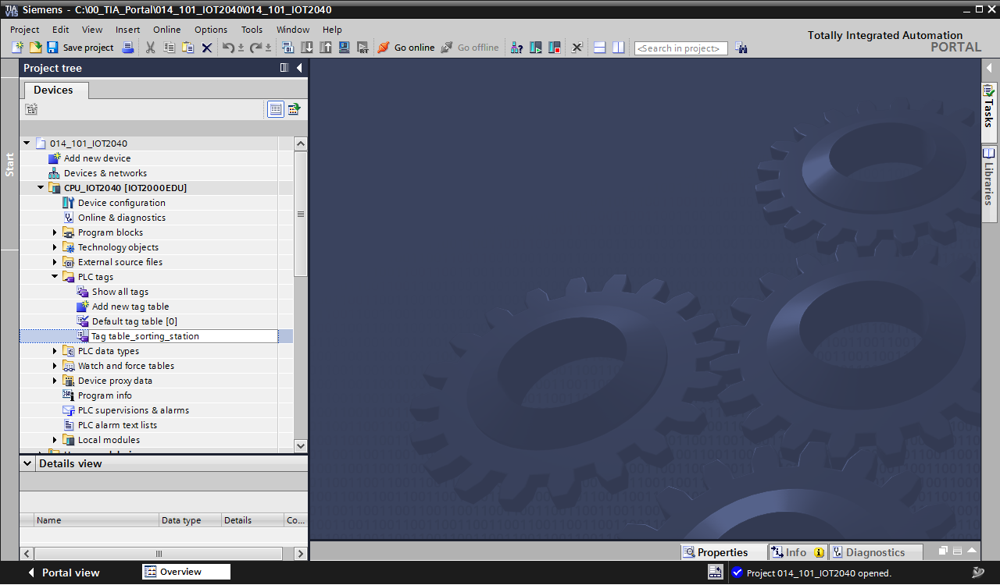 TIA V15
Siemens - C:\00_TIA_Portal\014_101_IOT2040\014_101_IOT2040
Project Edit View Insert Online Options Tools Window Help
Totally Integrated Automation
PORTAL
Save project Go online Go offline <Search in project>
Project tree
Devices
Start
014_101_IOT2040
Add new device
Devices & networks
CPU_IOT2040 [IOT2000EDU]
Device configuration
Online & diagnostics
Program blocks
Technology objects
External source files
PLC tags
Show all tags
Add new tag table
Default tag table [0]
Tag table_sorting_station
PLC data types
Watch and force tables
Device proxy data
Program info
PLC supervisions & alarms
PLC alarm text lists
Local modules
Details view
Name Data type Details Co...
Tasks
Libraries
Properties Info Diagnostics
Portal view Overview Project 014_101_IOT2040 opened.